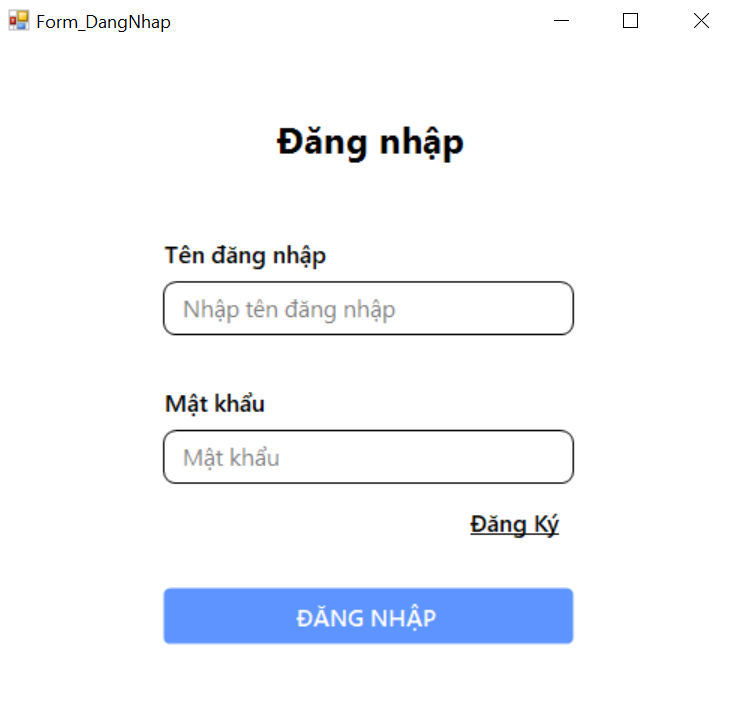 Form_DangNhap
Đăng nhập
Tên đăng nhập
Nhập tên đăng nhập
Mật khẩu
Mật khẩu
Đăng Ký
ĐĂNG NHẬP